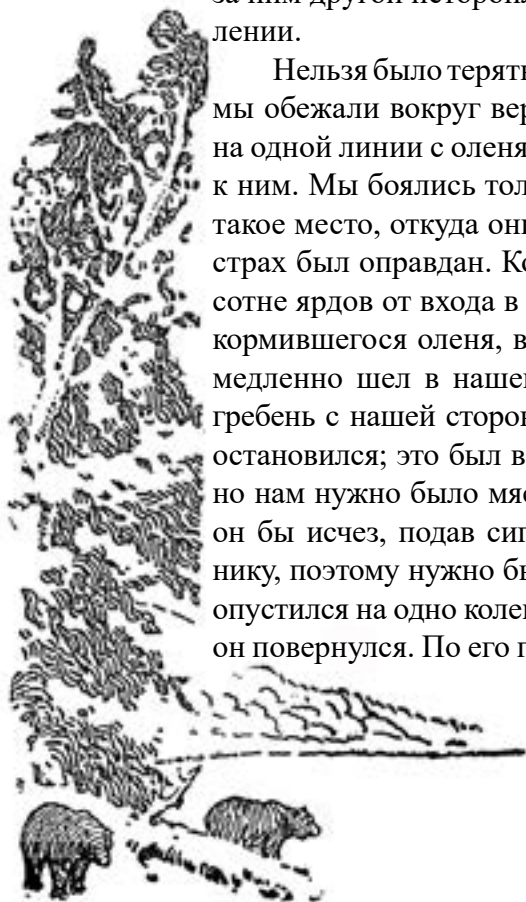 за ним другой
лении.
Нельзя было терять
мы обежали вокруг вер
на одной линии с оленя
к ним. Мы боялись тол
такое место, откуда они
страх был оправдан. Ко
сотне ярдов от входа в
кормившегося оленя, в
медленно шел в нашем
гребень с нашей сторон
остановился; это был в
но нам нужно было мяс
он бы исчез, подав сиг
нику, поэтому нужно бы
опустился на одно колен
он повернулся. По его г